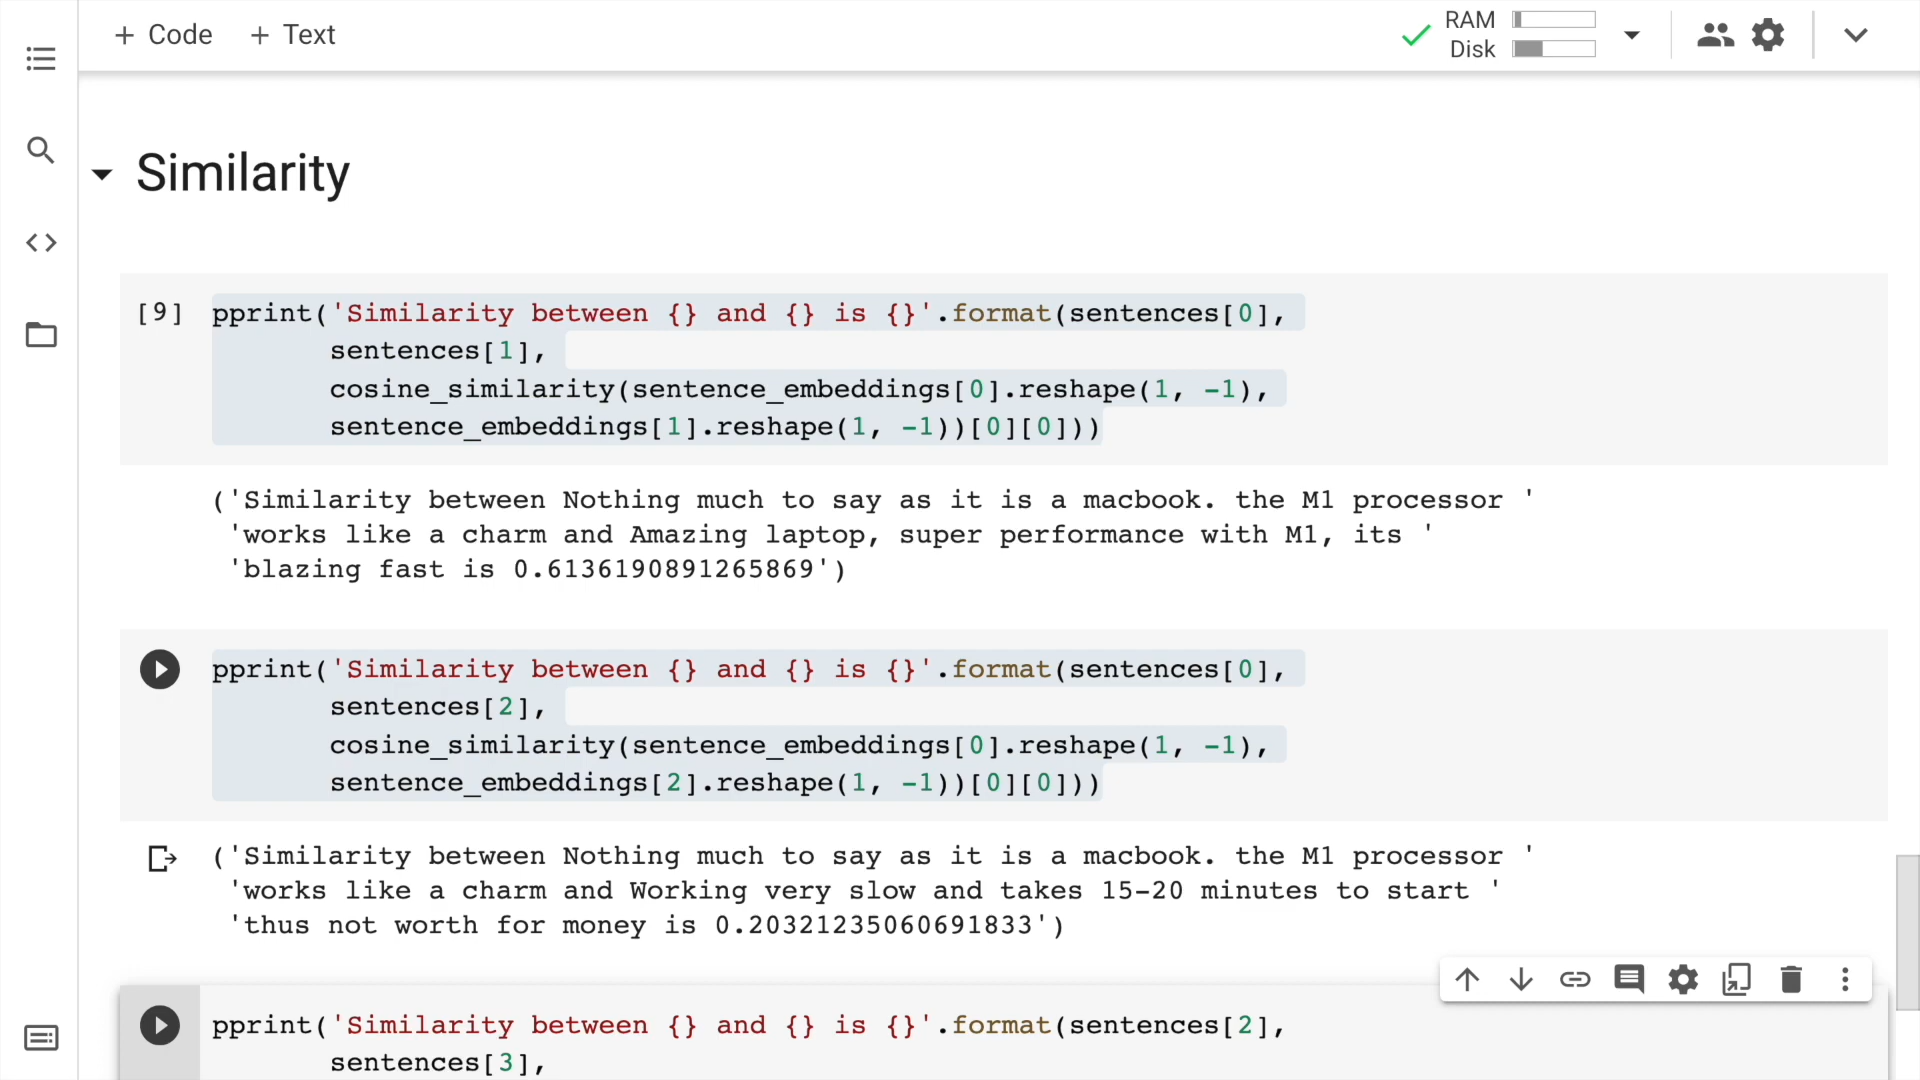 + Code + Text
RAM
Disk
Similarity
[9] pprint('Similarity between {} and {} is {}'.format(sentences[0],
sentences[1],
cosine_similarity(sentence_embeddings[0].reshape(1, -1),
sentence_embeddings[1].reshape(1, -1))[0][0]))
('Similarity between Nothing much to say as it is a macbook. the M1 processor '
'works like a charm and Amazing laptop, super performance with M1, its '
'blazing fast is 0.6136190891265869')
pprint('Similarity between {} and {} is {}'.format(sentences[0],
sentences[2],
cosine_similarity(sentence_embeddings[0].reshape(1, -1),
sentence_embeddings[2].reshape(1, -1))[0][0]))
('Similarity between Nothing much to say as it is a macbook. the M1 processor '
'works like a charm and Working very slow and takes 15-20 minutes to start '
'thus not worth for money is 0.20321235060691833')
pprint('Similarity between {} and {} is {}'.format(sentences[2],
sentences[3],